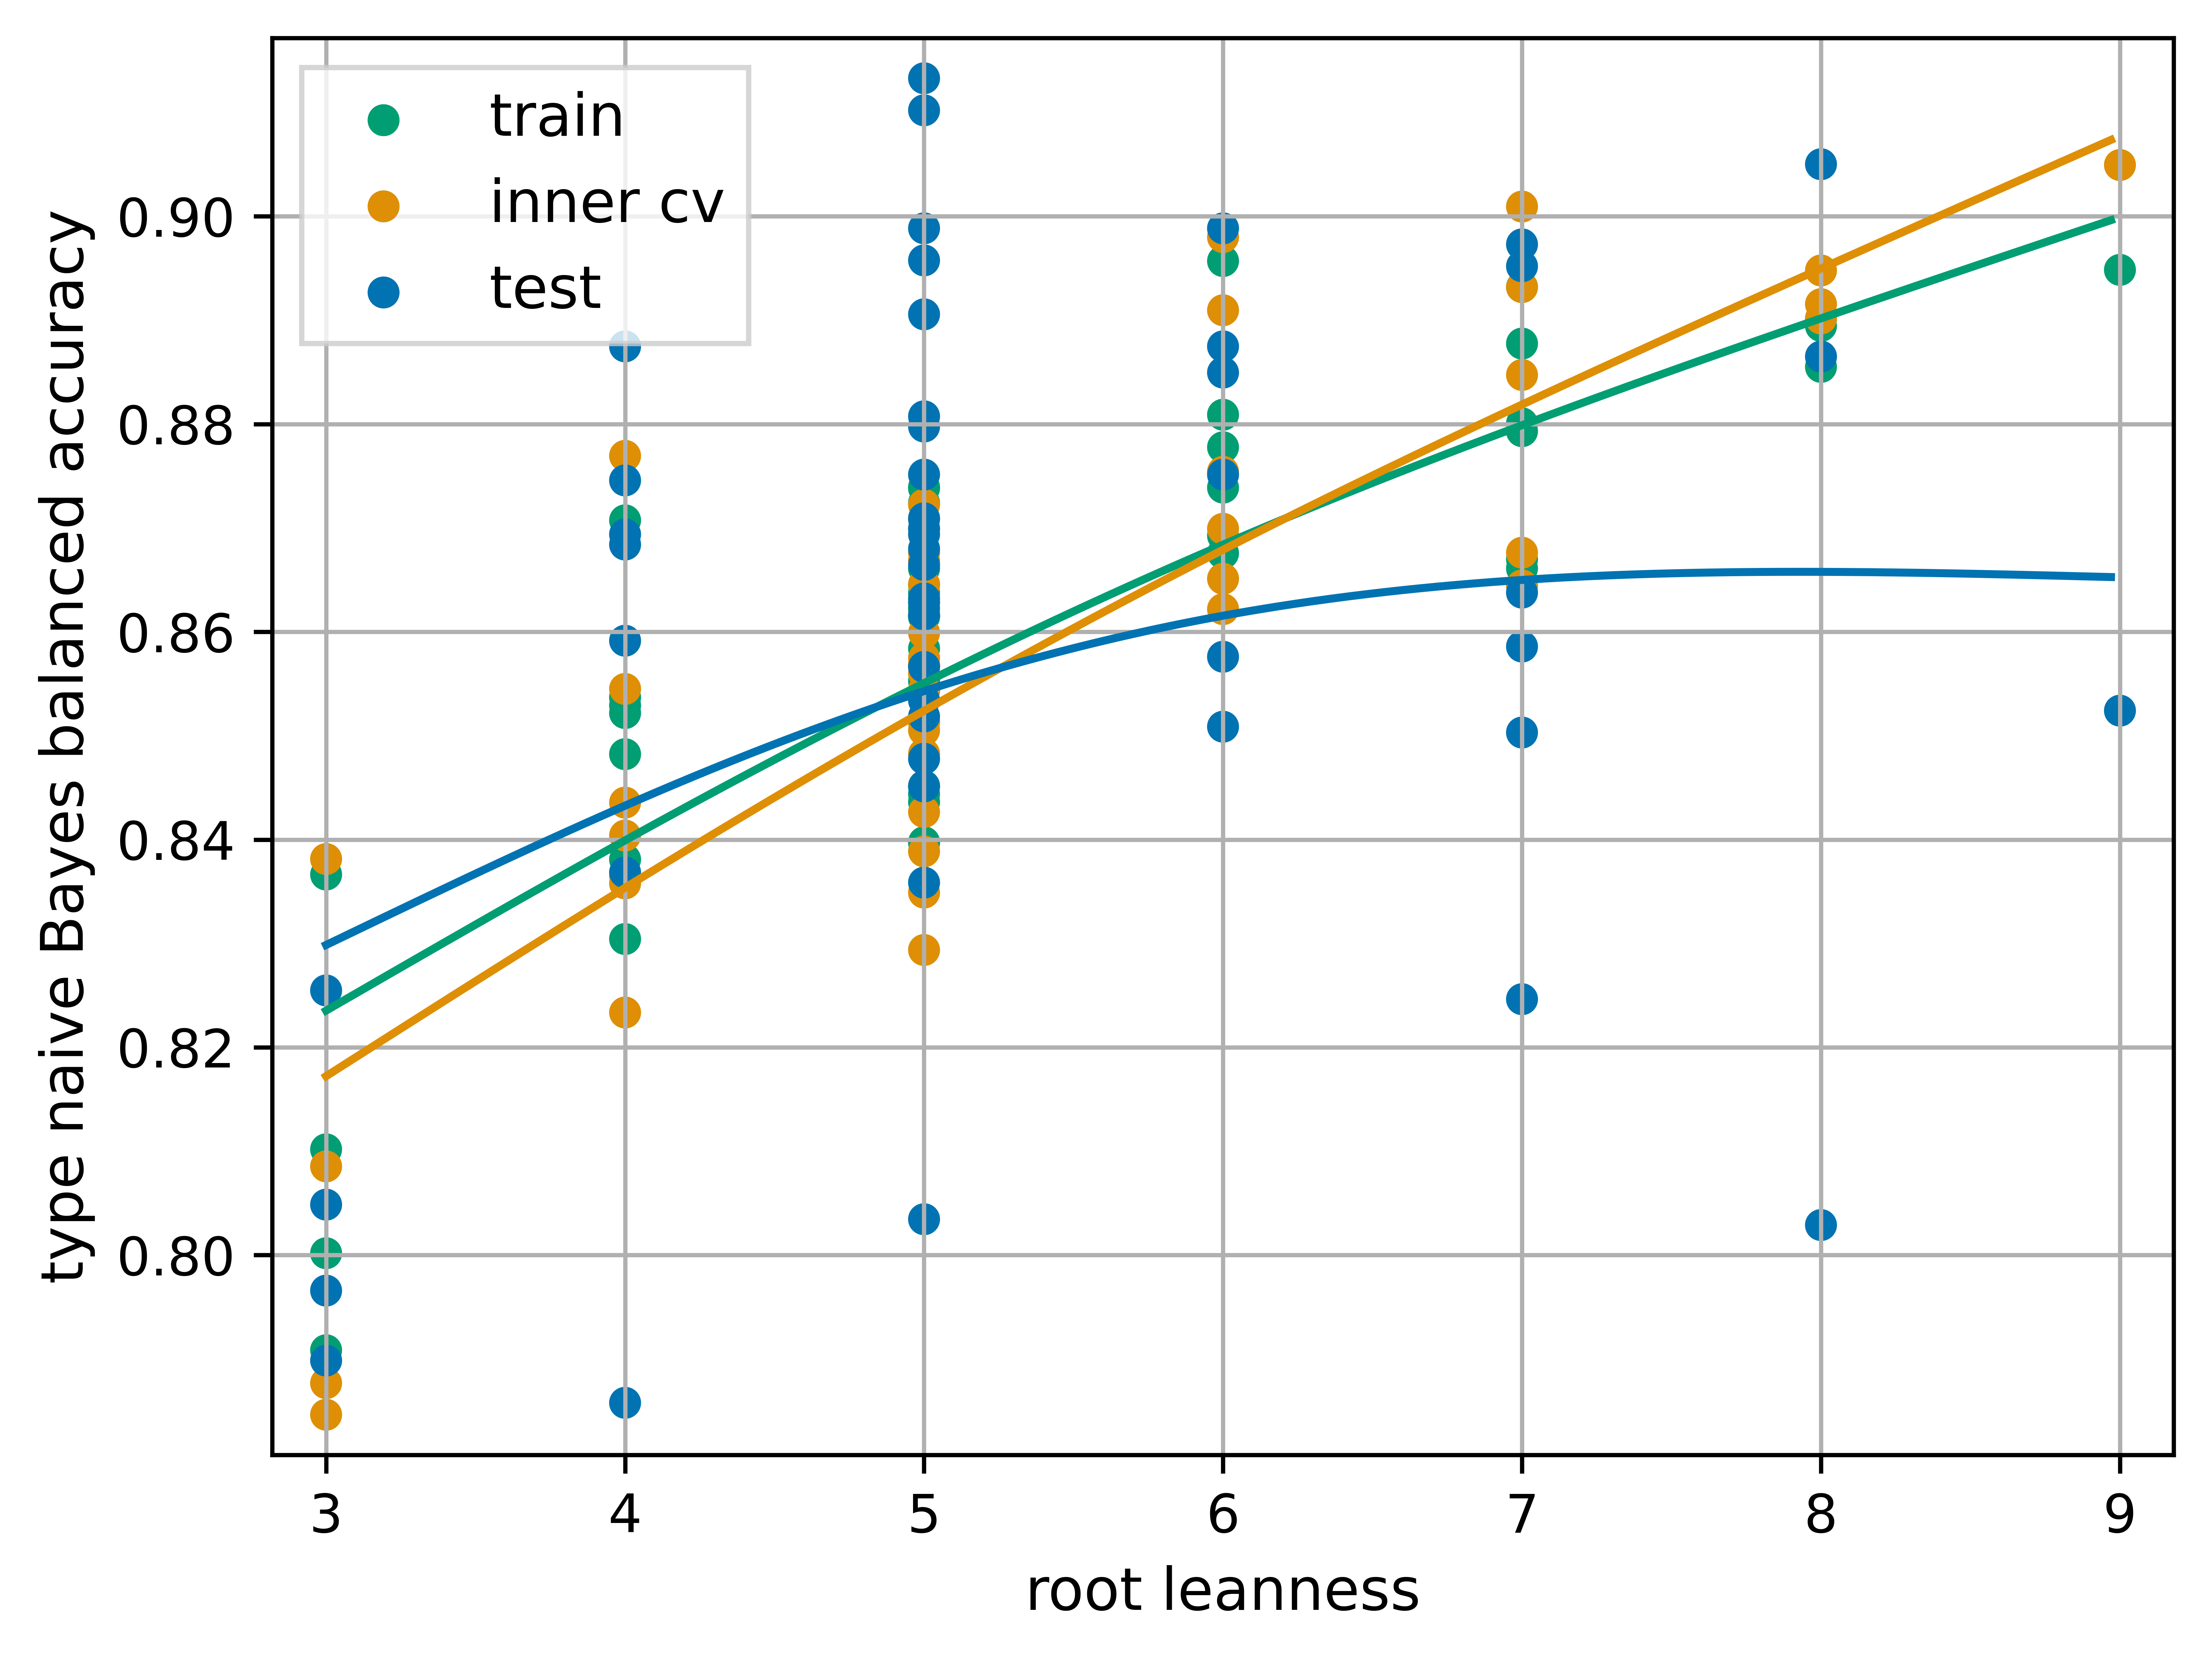 train
inner cv
test
type naive Bayes balanced accuracy
0.90
0.88
0.86
0.84
0.82
0.80
3 4 5 6 7 8 9
root leanness